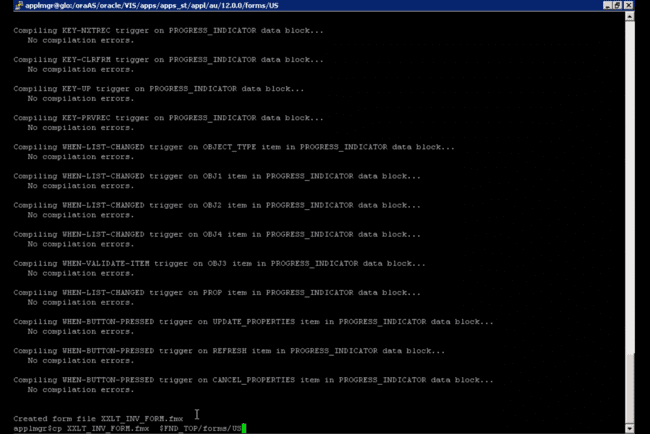 applmgr@glo:/oraAS/oracle/VIS/apps/apps_st/appl/au/12.0.0/forms/US
Compiling KEY-NXTREC trigger on PROGRESS_INDICATOR data block...
No compilation errors.
Compiling KEY-CLRFRM trigger on PROGRESS_INDICATOR data block...
No compilation errors.
Compiling KEY-UP trigger on PROGRESS_INDICATOR data block...
No compilation errors.
Compiling KEY-PRVREC trigger on PROGRESS_INDICATOR data block...
No compilation errors.
Compiling WHEN-LIST-CHANGED trigger on OBJECT_TYPE item in PROGRESS_INDICATOR data block...
No compilation errors.
Compiling WHEN-LIST-CHANGED trigger on OBJ1 item in PROGRESS_INDICATOR data block...
No compilation errors.
Compiling WHEN-LIST-CHANGED trigger on OBJ2 item in PROGRESS_INDICATOR data block...
No compilation errors.
Compiling WHEN-LIST-CHANGED trigger on OBJ4 item in PROGRESS_INDICATOR data block...
No compilation errors.
Compiling WHEN-VALIDATE-ITEM trigger on OBJ3 item in PROGRESS_INDICATOR data block...
No compilation errors.
Compiling WHEN-LIST-CHANGED trigger on PROP item in PROGRESS_INDICATOR data block...
No compilation errors.
Compiling WHEN-BUTTON-PRESSED trigger on UPDATE_PROPERTIES item in PROGRESS_INDICATOR data block...
No compilation errors.
Compiling WHEN-BUTTON-PRESSED trigger on REFRESH item in PROGRESS_INDICATOR data block...
No compilation errors.
Compiling WHEN-BUTTON-PRESSED trigger on CANCEL_PROPERTIES item in PROGRESS_INDICATOR data block...
No compilation errors.
Created form file XXLT_INV_FORM.fmx
applmgr$cp XXLT_INV_FORM.fmx  $FND_TOP/forms/US